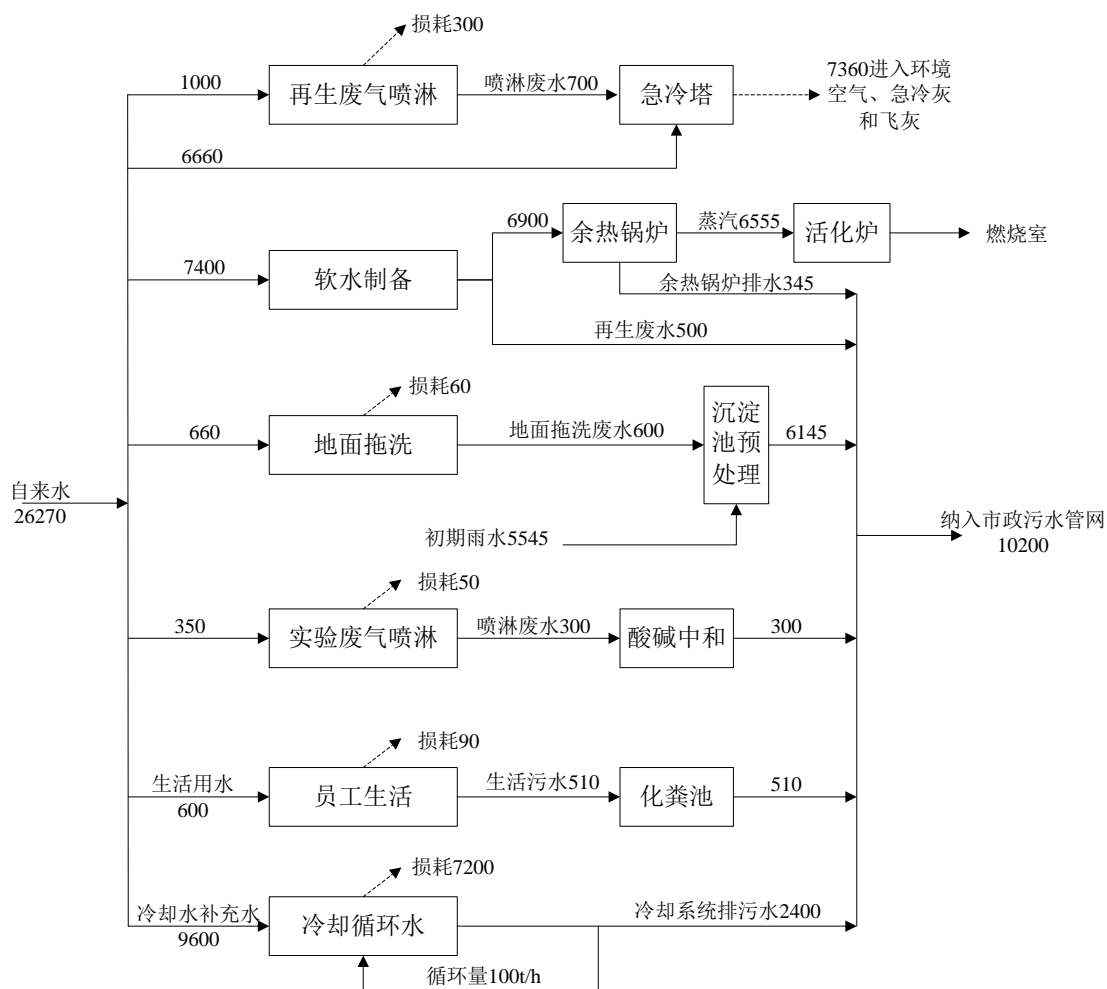 损耗300
1000
再生废气喷淋
喷淋废水700
急冷塔
7360进入环境
空气、急冷灰
和飞灰
6660
7400
软水制备
6900
余热锅炉
蒸汽6555
活化炉
燃烧室
余热锅炉排水345
再生废水500
损耗60
660
地面拖洗
地面拖洗废水600
沉淀
池预
处理
6145
自来水
26270
初期雨水5545
纳入市政污水管网
10200
损耗50
350
实验废气喷淋
喷淋废水300
酸碱中和
300
损耗90
生活用水
600
员工生活
生活污水510
化粪池
510
损耗7200
冷却水补充水
9600
冷却循环水
冷却系统排污水2400
循环量100t/h